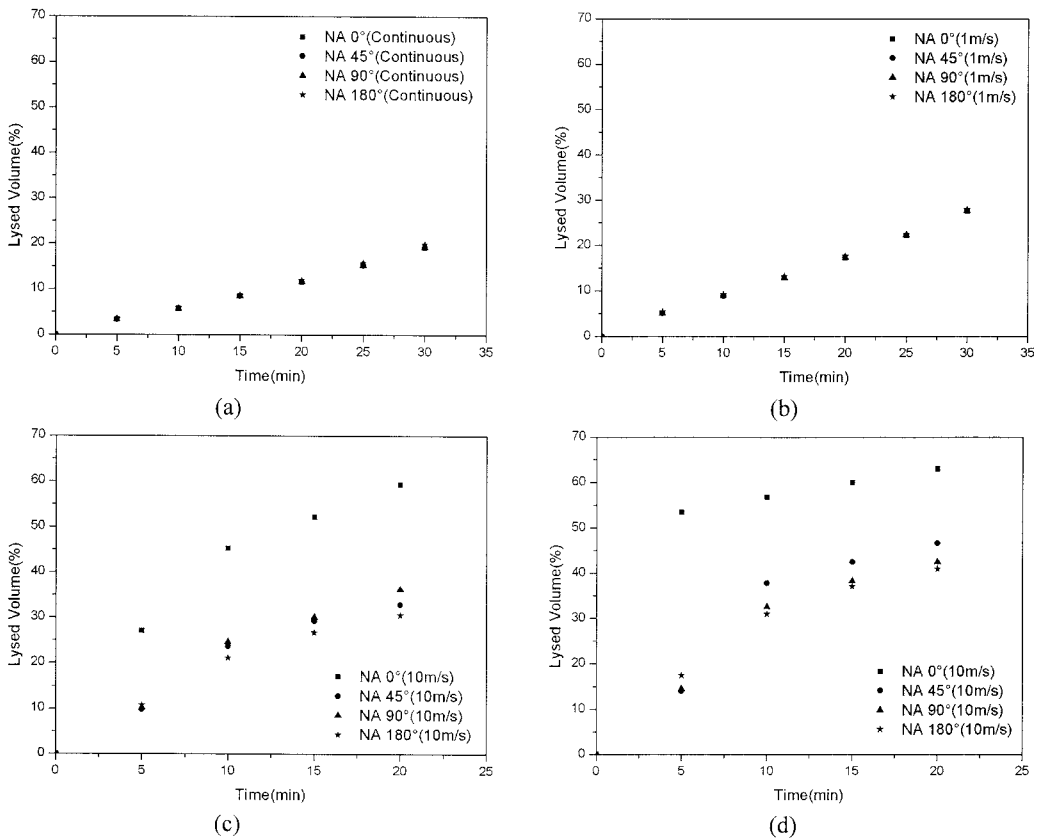 70
60
50
40
30
20
10
0
Lysed Volume(%)
NA 0°(Continuous)
NA 45°(Continuous)
NA 90°(Continuous)
NA 180°(Continuous)
0 5 10 15 20 25 30 35
Time(min)
(a)
70
60
50
40
30
20
10
0
Lysed Volume(%)
NA 0°(1m/s)
NA 45°(1m/s)
NA 90°(1m/s)
NA 180°(1m/s)
0 5 10 15 20 25 30 35
Time(min)
(b)
70
60
50
40
30
20
10
0
Lysed Volume(%)
NA 0°(10m/s)
NA 45°(10m/s)
NA 90°(10m/s)
NA 180°(10m/s)
0 5 10 15 20 25
Time(min)
(c)
70
60
50
40
30
20
10
0
Lysed Volume(%)
NA 0°(10m/s)
NA 45°(10m/s)
NA 90°(10m/s)
NA 180°(10m/s)
0 5 10 15 20 25
Time(min)
(d)